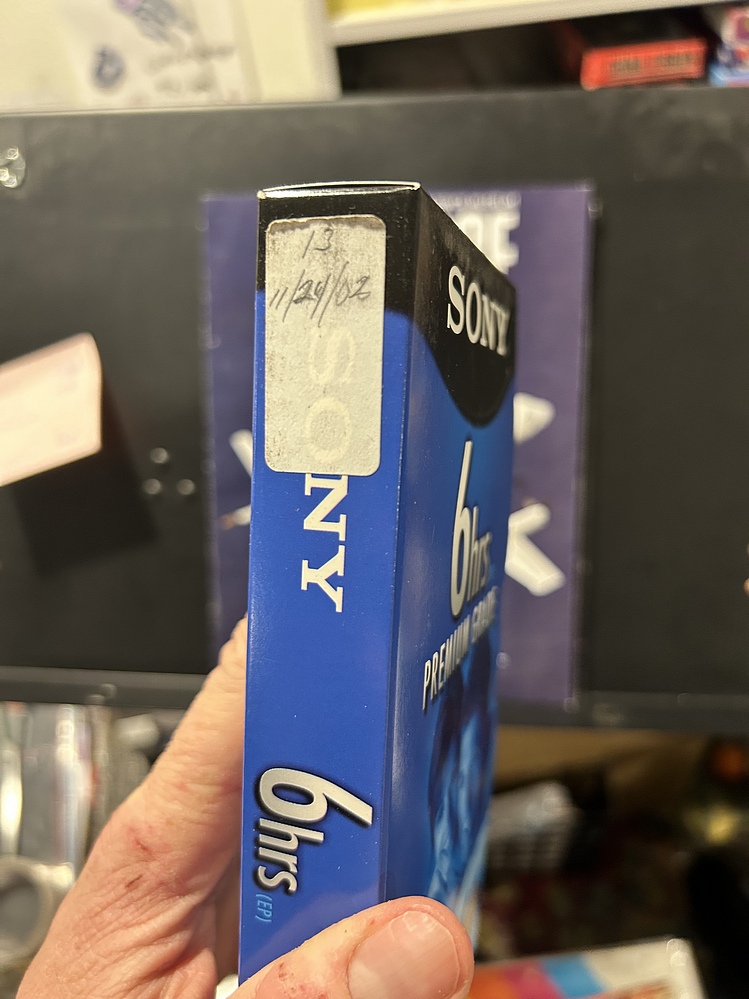 13
11/29/02
SONY
6hrs (EP)
SONY
6hrs
PREMIUM GRADE